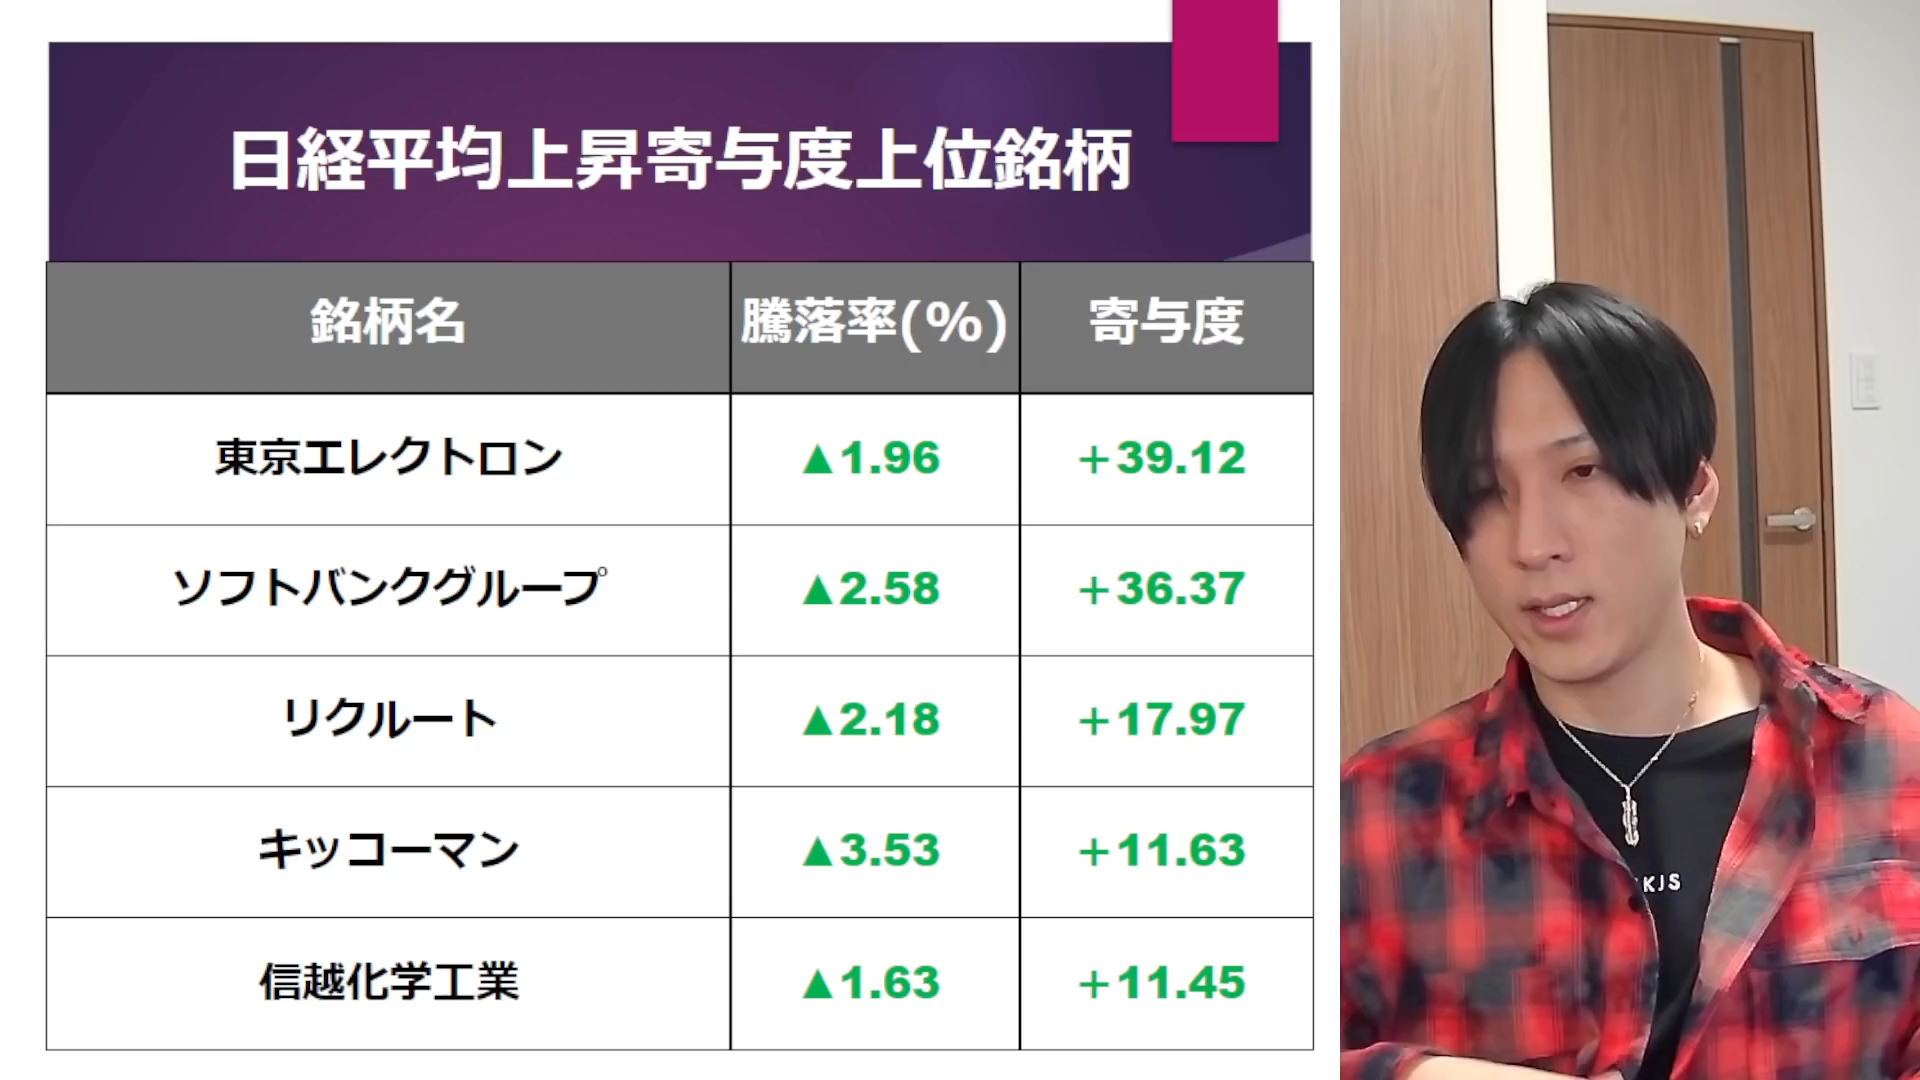 日経平均上昇寄与度上位銘柄
銘柄名 騰落率(%) 寄与度
東京エレクトロン ▲1.96 +39.12
ソフトバンクグループ ▲2.58 +36.37
リクルート ▲2.18 +17.97
キッコーマン ▲3.53 +11.63
信越化学工業 ▲1.63 +11.45
KJS